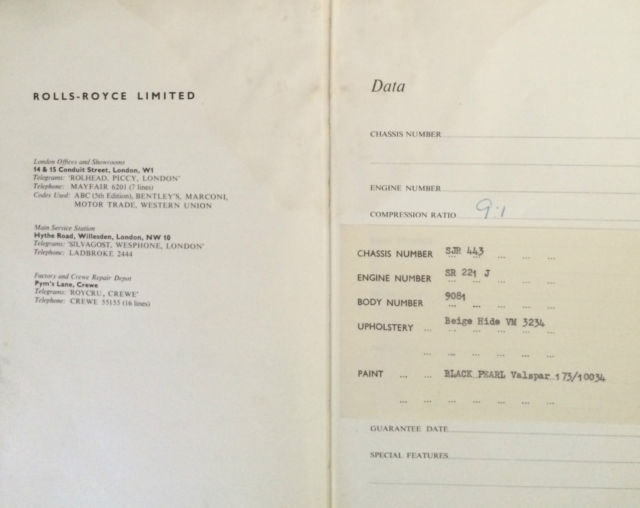 ROLLS-ROYCE LIMITED
London Offices and Showrooms
14 & 15 Conduit Street, London, W1
Telegrams: 'ROLHEAD, PICCY, LONDON'
Telephone: MAYFAIR 6201 (7 lines)
Codes Used: ABC (5th Edition), BENTLEY'S, MARCONI,
MOTOR TRADE, WESTERN UNION
Main Service Station
Hythe Road, Willesden, London, NW 10
Telegrams: 'SILVAGOST, WESPHONE, LONDON'
Telephone: LADBROKE 2444
Factory and Crewe Repair Depot
Pym's Lane, Crewe
Telegrams: 'ROYCRU, CREWE'
Telephone: CREWE 55155 (16 lines)
Data
CHASSIS NUMBER
ENGINE NUMBER
COMPRESSION RATIO 9.1
CHASSIS NUMBER SJR 443
ENGINE NUMBER SR 221 J
BODY NUMBER 9081
UPHOLSTERY ... Beige Hide VM 3234
PAINT ... ... BLACK PEARL Valspar 173/10034
GUARANTEE DATE
SPECIAL FEATURES